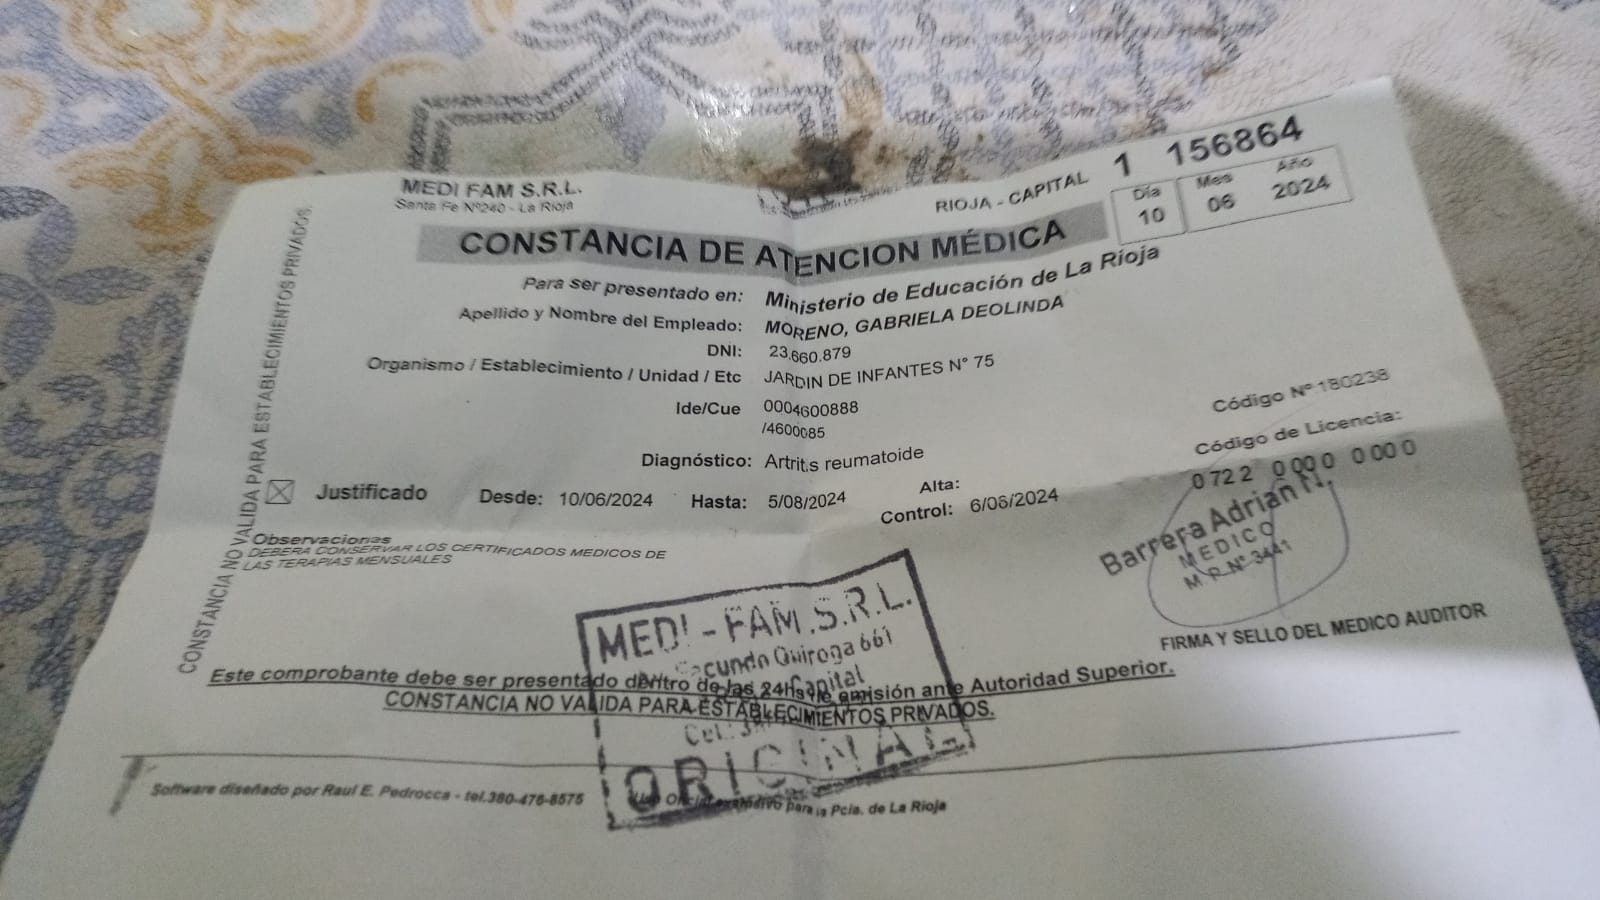 MEDI FAM S.R.L.
Santa Fe Nº240 - La Rioja
RIOJA - CAPITAL 1 156864
Día Mes Año
10 06 2024
CONSTANCIA DE ATENCION MÉDICA
Para ser presentado en: Ministerio de Educación de La Rioja
Apellido y Nombre del Empleado: MORENO, GABRIELA DEOLINDA
DNI: 23.660.879
Organismo / Establecimiento / Unidad / Etc JARDIN DE INFANTES N° 75
Ide/Cue 0004600888
/4600085
Código Nº 180238
Código de Licencia:
0722 0000 0000
Diagnóstico: Artritis reumatoide
Justificado Desde: 10/06/2024 Hasta: 5/08/2024 Alta:
Control: 6/06/2024
Observaciones
DEBERA CONSERVAR LOS CERTIFICADOS MEDICOS DE
LAS TERAPIAS MENSUALES
Barrera Adrian N.
MEDICO
M.P. Nº 3441
FIRMA Y SELLO DEL MEDICO AUDITOR
MEDI-FAM.S.R.L.
Facundo Quiroga 661
Capital
Cel.:
ORIGINAL
Este comprobante debe ser presentado dentro de las 24hs de emisión ante Autoridad Superior.
CONSTANCIA NO VALIDA PARA ESTABLECIMIENTOS PRIVADOS.
Software diseñado por Raul E. Pedrocca - tel.380-476-8575 Uso Oficial exclusivo para la Pcia. de La Rioja
CONSTANCIA NO VALIDA PARA ESTABLECIMIENTOS PRIVADOS.